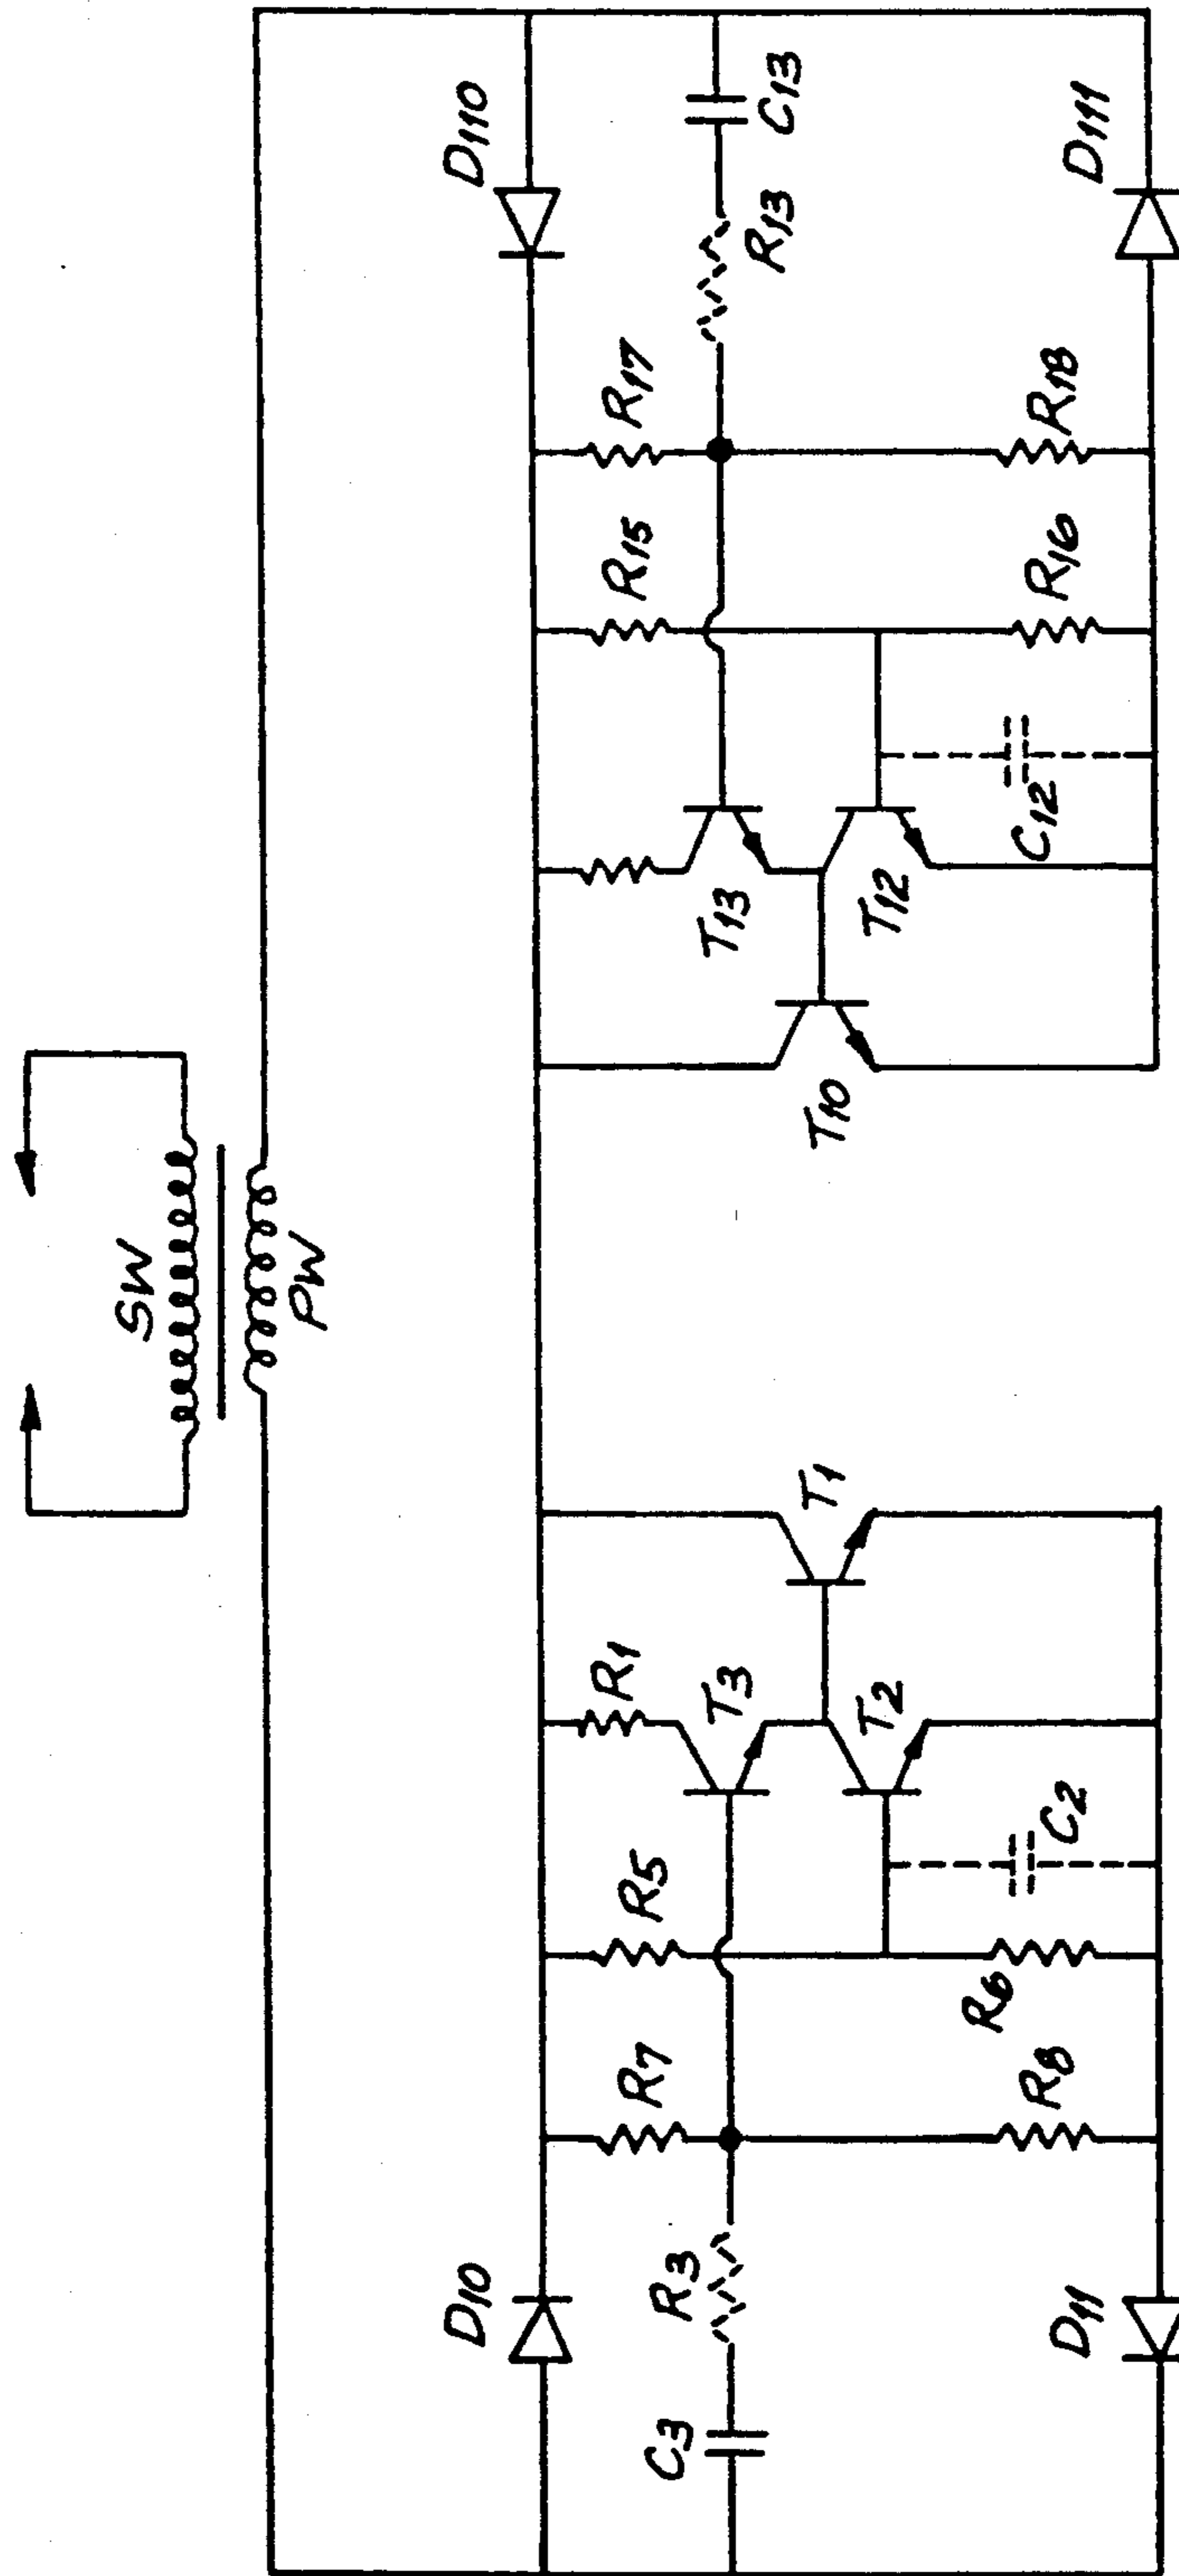 SW
PW
D110
C13
R13
R17
R15
T13
T10
T12
C12
R16
R18
D111
D10
R7
R5
R1
T3
T1
T2
C2
R6
R8
R3
C3
D11